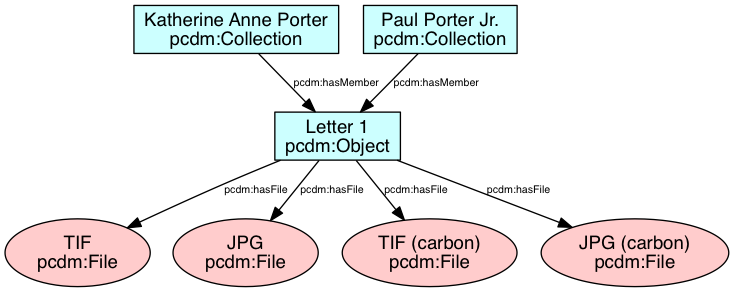 Katherine Anne Porter
pcdm:Collection
Paul Porter Jr.
pcdm:Collection
pcdm:hasMember
pcdm:hasMember
Letter 1
pcdm:Object
pcdm:hasFile
pcdm:hasFile
pcdm:hasFile
pcdm:hasFile
TIF
pcdm:File
JPG
pcdm:File
TIF (carbon)
pcdm:File
JPG (carbon)
pcdm:File